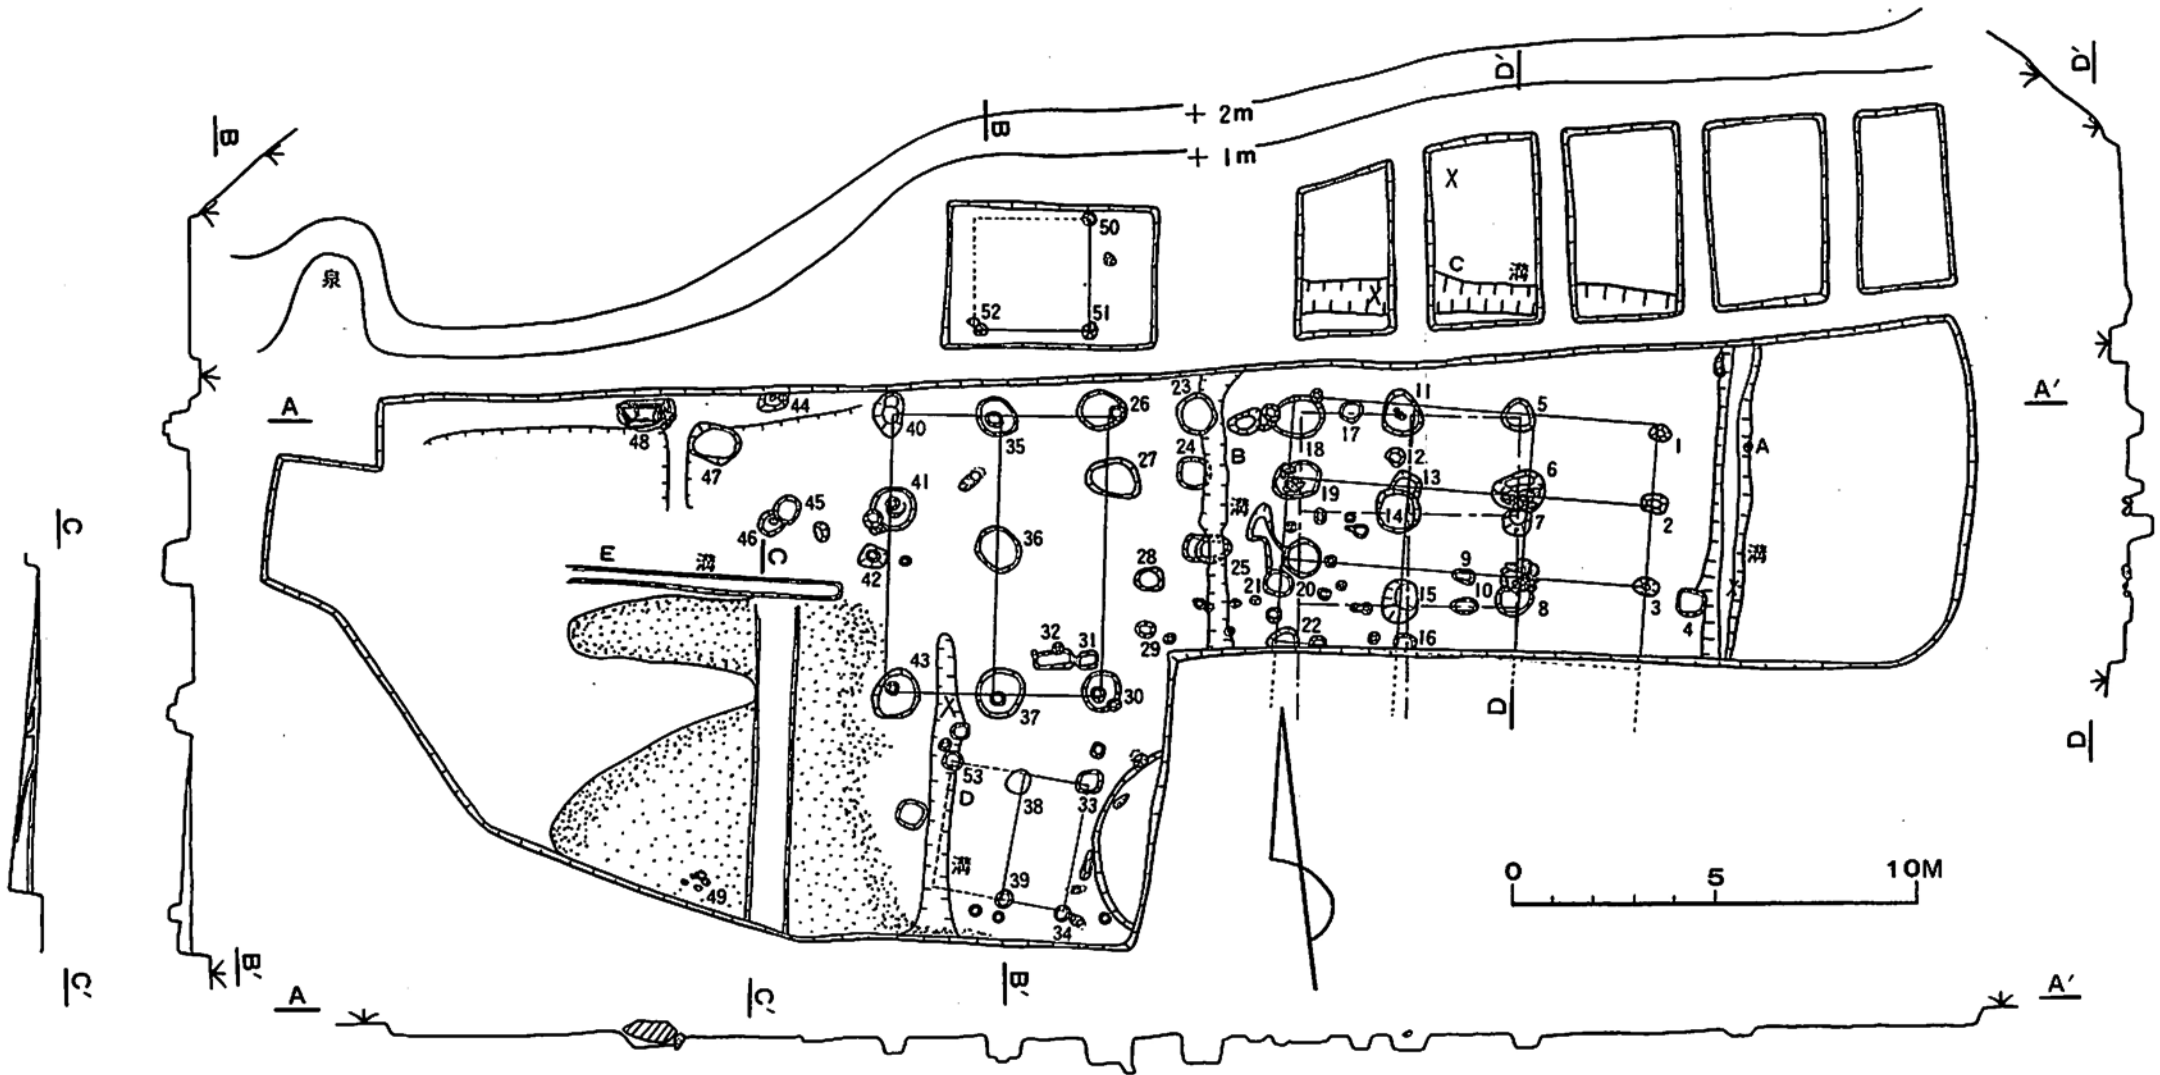 D'
D'
B
B
+ 2m
+ 1m
泉
50
52
51
X
C 溝
X
A
A'
44
48
47
40
35
26
23
11
5
1
17
18
24
B
27
12
13
6
A
41
19
14
7
2
45
46
溝
36
42
28
25
9
溝
C
C
E 溝
21
20
15
10
8
3
4
X
32
31
29
22
16
43
37
30
X
53
D
38
33
D
D
溝
49
39
34
0 5 10M
C'
B'
A
C'
B'
A'